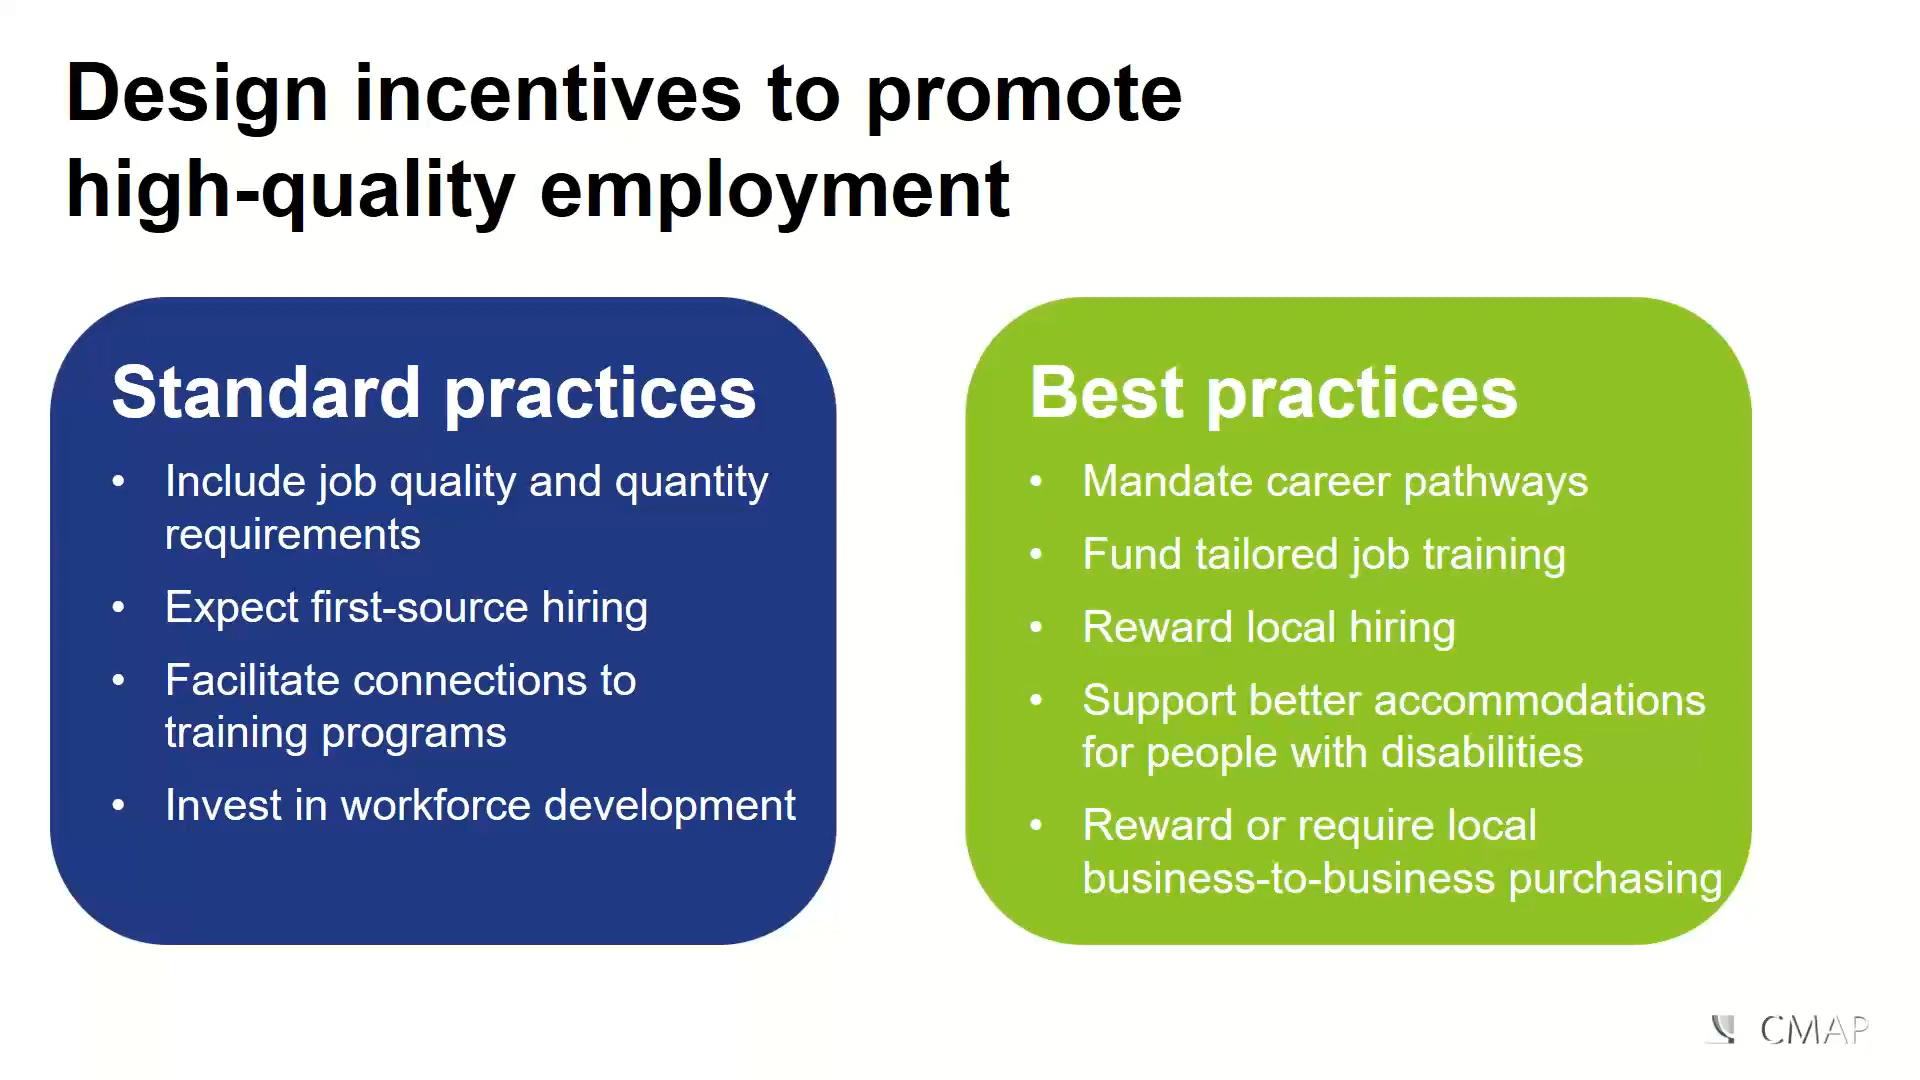 Design incentives to promote
high-quality employment
Standard practices
• Include job quality and quantity
requirements
• Expect first-source hiring
• Facilitate connections to
training programs
• Invest in workforce development
Best practices
• Mandate career pathways
• Fund tailored job training
• Reward local hiring
• Support better accommodations
for people with disabilities
• Reward or require local
business-to-business purchasing
CMAP